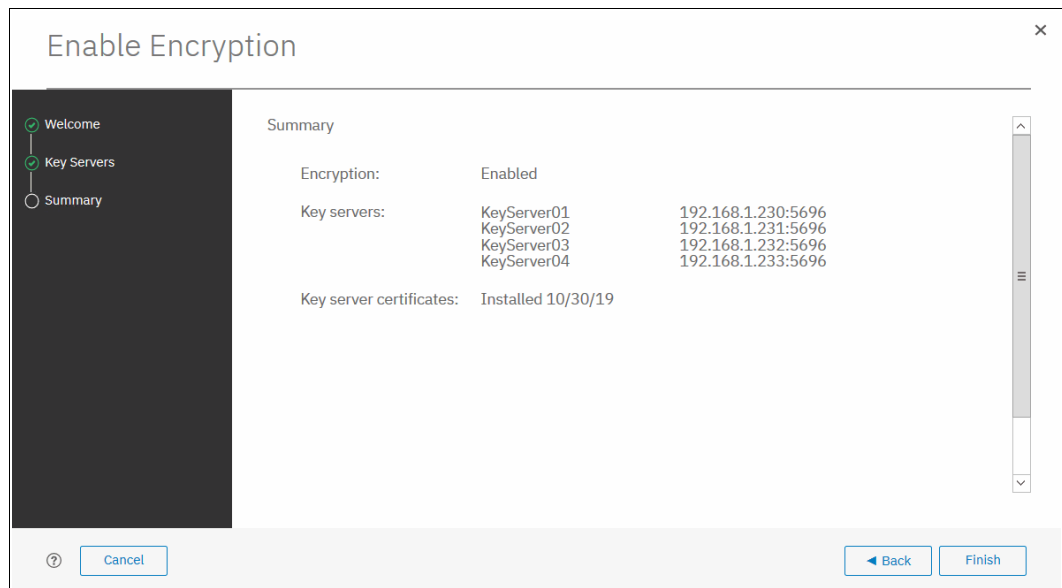 Enable Encryption
×
Welcome
Key Servers
Summary
Summary
Encryption: Enabled
Key servers: KeyServer01 192.168.1.230:5696
KeyServer02 192.168.1.231:5696
KeyServer03 192.168.1.232:5696
KeyServer04 192.168.1.233:5696
Key server certificates: Installed 10/30/19
? Cancel ◄ Back Finish